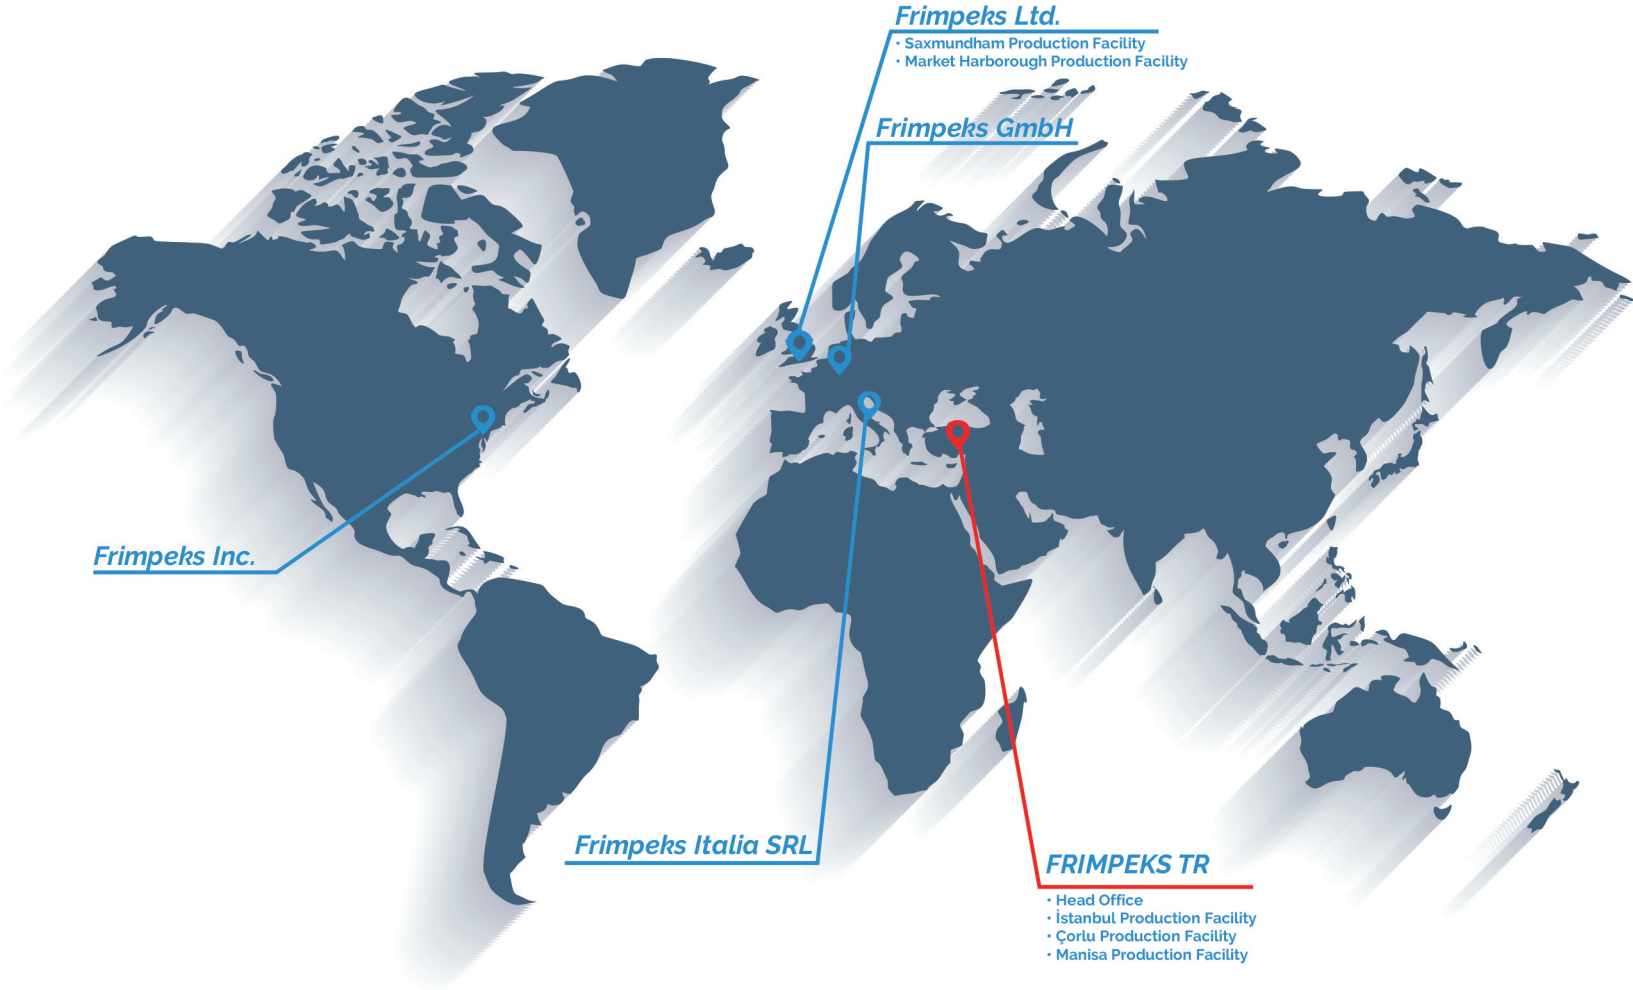 Frimpeks Ltd.
• Saxmundham Production Facility
• Market Harborough Production Facility
Frimpeks GmbH
Frimpeks Inc.
Frimpeks Italia SRL
FRIMPEKS TR
• Head Office
• İstanbul Production Facility
• Çorlu Production Facility
• Manisa Production Facility